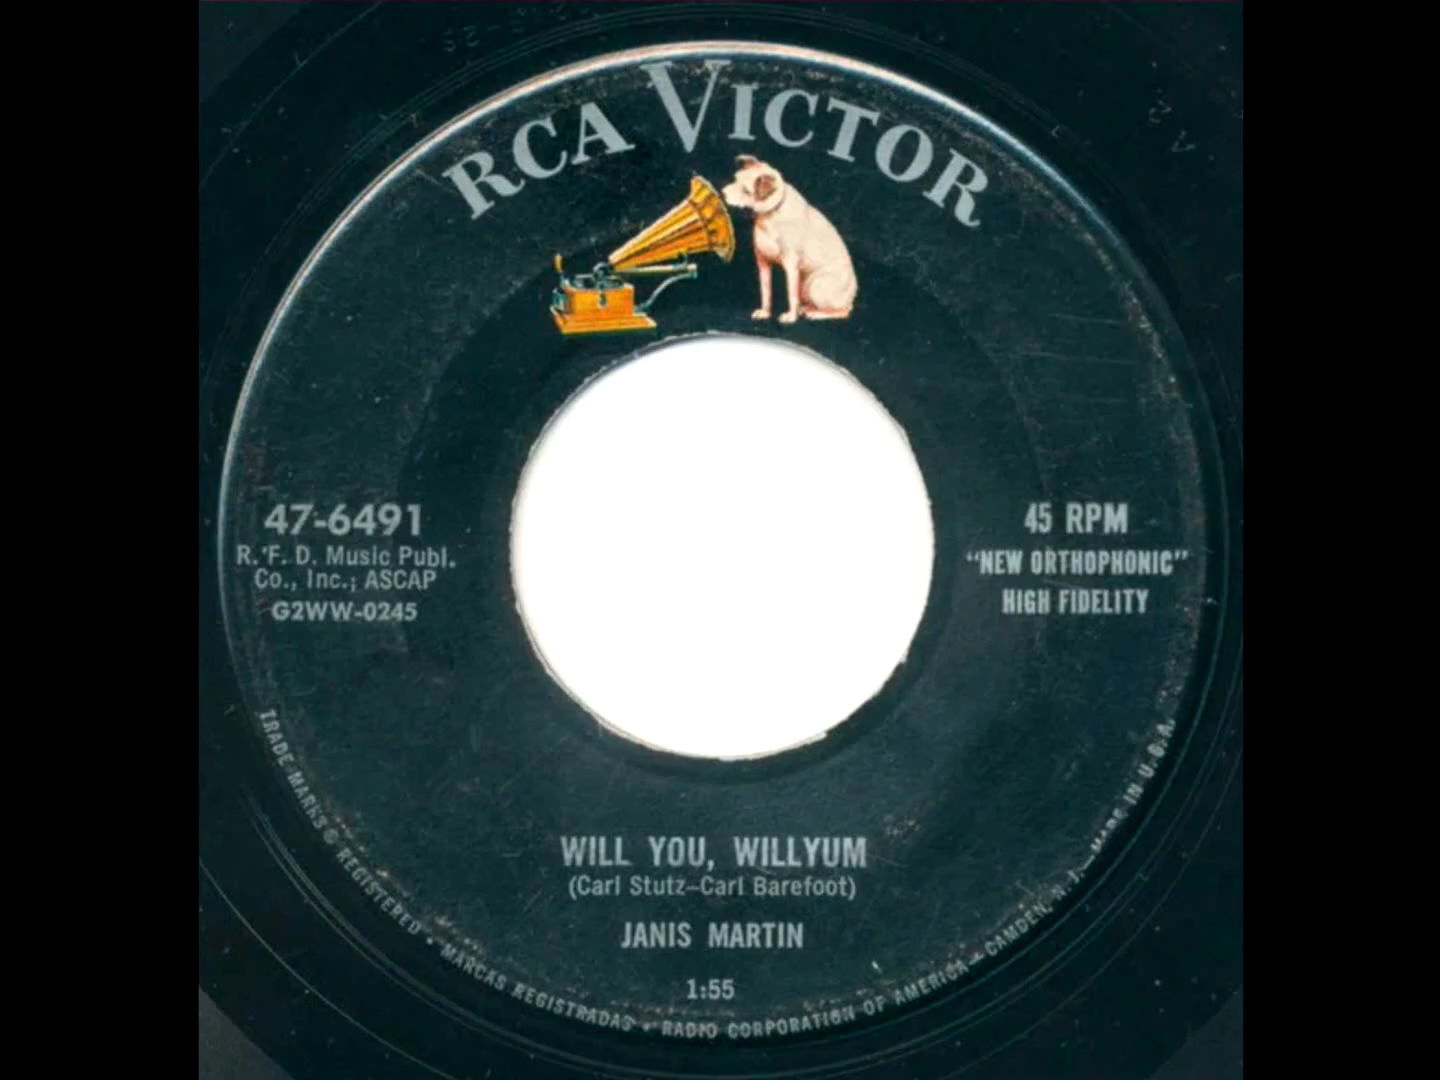 RCA VICTOR
47-6491
R. F. D. Music Publ.
Co., Inc.; ASCAP
G2WW-0245
45 RPM
"NEW ORTHOPHONIC"
HIGH FIDELITY
WILL YOU, WILLYUM
(Carl Stutz-Carl Barefoot)
JANIS MARTIN
1:55
TRADE MARKS ® REGISTERED • MARCAS REGISTRADAS • RADIO CORPORATION OF AMERICA—CAMDEN, N.J.—MADE IN U.S.A.